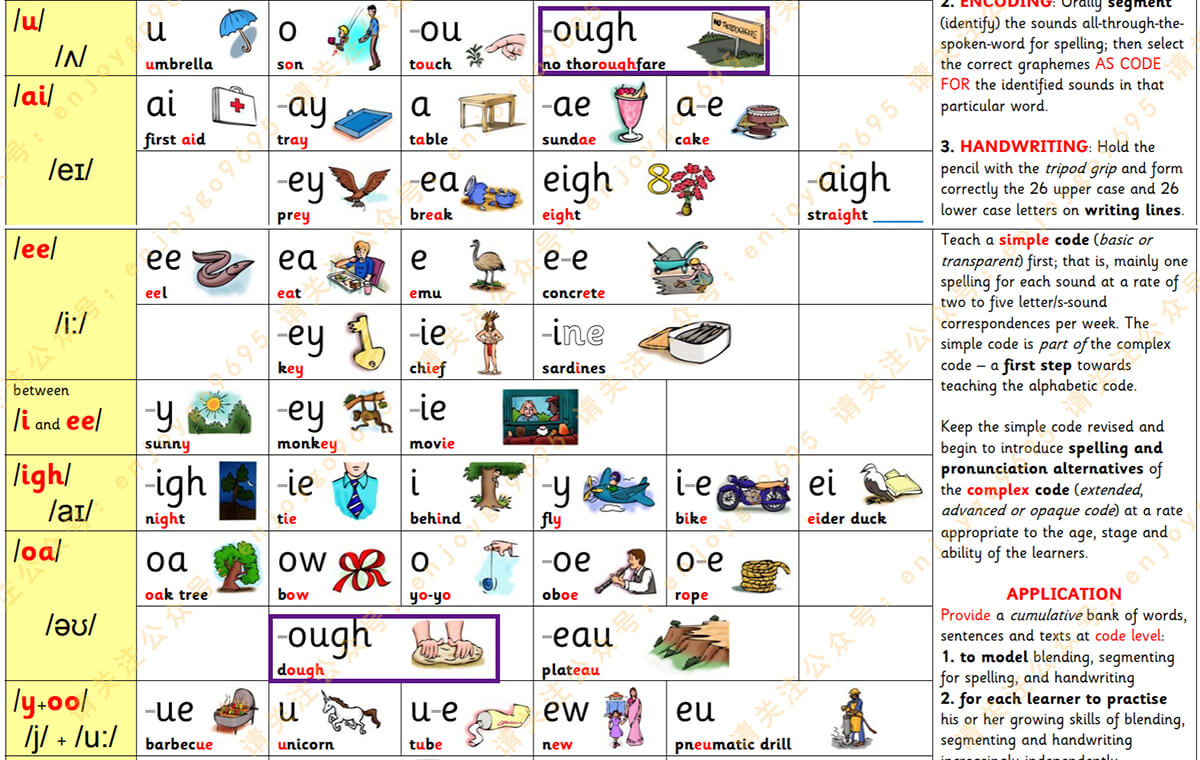 /u/
/ʌ/
u
umbrella
o
son
-ou
touch
-ough
no thoroughfare
NO THOROUGHFARE
/ai/
/eɪ/
ai
first aid
-ay
tray
a
table
-ae
sundae
a-e
cake
-ey
prey
-ea
break
eigh
eight
8
-aigh
straight
/ee/
/i:/
ee
eel
ea
eat
e
emu
e-e
concrete
-ey
key
-ie
chief
-ine
sardines
between
/i and ee/
-y
sunny
-ey
monkey
-ie
movie
/igh/
/aɪ/
-igh
night
-ie
tie
i
behind
-y
fly
i-e
bike
ei
eider duck
/oa/
/əʊ/
oa
oak tree
ow
bow
o
yo-yo
-oe
oboe
o-e
rope
-ough
dough
-eau
plateau
/y+oo/
/j/ + /u:/
-ue
barbecue
u
unicorn
u-e
tube
ew
new
eu
pneumatic drill
2. ENCODING: Orally segment
(identify) the sounds all-through-the-
spoken-word for spelling; then select
the correct graphemes AS CODE
FOR the identified sounds in that
particular word.
3. HANDWRITING: Hold the
pencil with the tripod grip and form
correctly the 26 upper case and 26
lower case letters on writing lines.
Teach a simple code (basic or
transparent) first; that is, mainly one
spelling for each sound at a rate of
two to five letter/s-sound
correspondences per week. The
simple code is part of the complex
code – a first step towards
teaching the alphabetic code.
Keep the simple code revised and
begin to introduce spelling and
pronunciation alternatives of
the complex code (extended,
advanced or opaque code) at a rate
appropriate to the age, stage and
ability of the learners.
APPLICATION
Provide a cumulative bank of words,
sentences and texts at code level:
1. to model blending, segmenting
for spelling, and handwriting
2. for each learner to practise
his or her growing skills of blending,
segmenting and handwriting
increasingly independently
请关注公众号：enjoygo9695